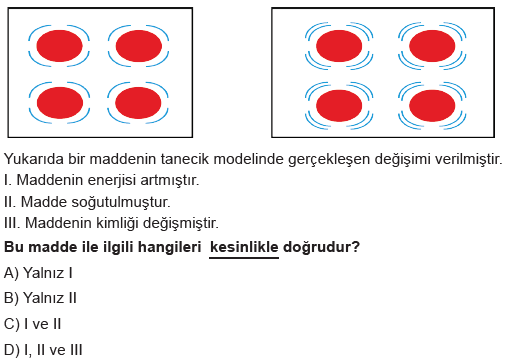 Yukarıda bir maddenin tanecik modelinde gerçekleşen değişimi verilmiştir.
I. Maddenin enerjisi artmıştır.
II. Madde soğutulmuştur.
III. Maddenin kimliği değişmiştir.
Bu madde ile ilgili hangileri kesinlikle doğrudur?
A) Yalnız I
B) Yalnız II
C) I ve II
D) I, II ve III